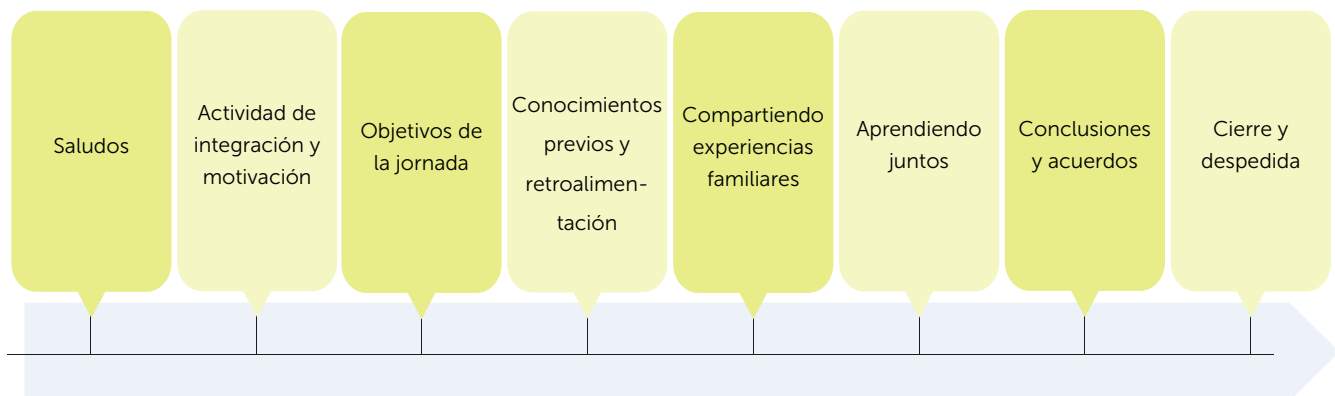 Saludos
Actividad de
integración y
motivación
Objetivos de
la jornada
Conocimientos
previos y
retroalimen-
tación
Compartiendo
experiencias
familiares
Aprendiendo
juntos
Conclusiones
y acuerdos
Cierre y
despedida